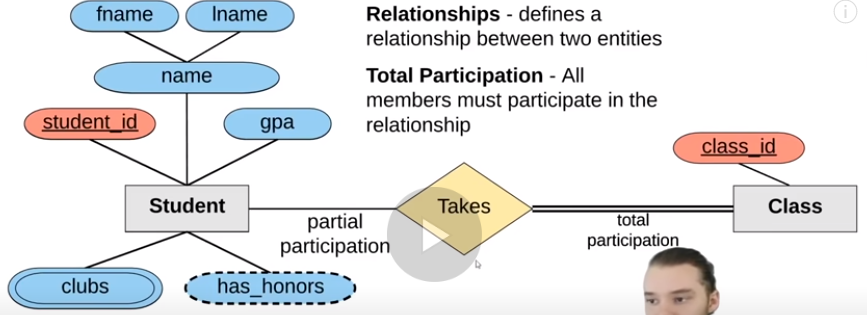 fname
lname
name
student_id
gpa
Student
clubs
has_honors
Relationships - defines a
relationship between two entities
Total Participation - All
members must participate in the
relationship
partial
participation
Takes
total
participation
class_id
Class
i